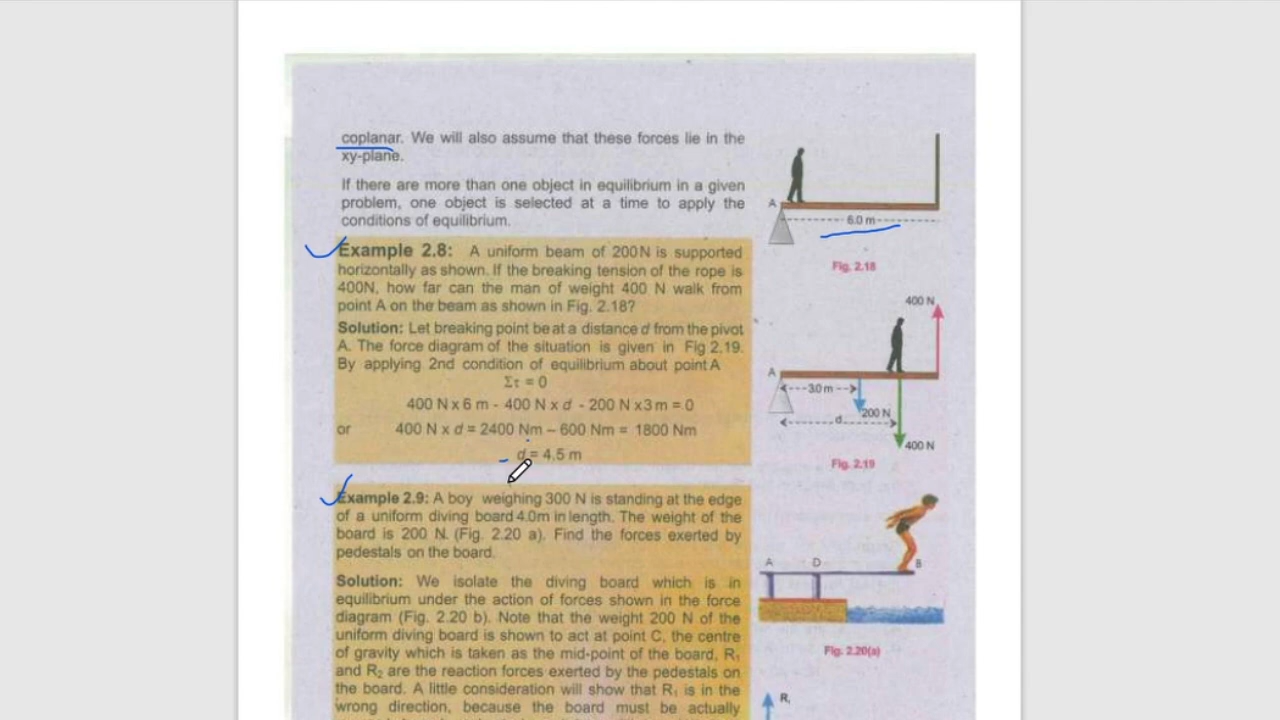 coplanar. We will also assume that these forces lie in the
xy-plane.
If there are more than one object in equilibrium in a given
problem, one object is selected at a time to apply the
conditions of equilibrium.
Example 2.8: A uniform beam of 200N is supported
horizontally as shown. If the breaking tension of the rope is
400N, how far can the man of weight 400 N walk from
point A on the beam as shown in Fig. 2.18?
Solution: Let breaking point be at a distance d from the pivot
A. The force diagram of the situation is given in Fig 2.19.
By applying 2nd condition of equilibrium about point A
Στ = 0
400 N x 6 m - 400 N x d - 200 N x 3 m = 0
or 400 N x d = 2400 Nm – 600 Nm = 1800 Nm
d = 4.5 m
Example 2.9: A boy weighing 300 N is standing at the edge
of a uniform diving board 4.0m in length. The weight of the
board is 200 N. (Fig. 2.20 a). Find the forces exerted by
pedestals on the board.
Solution: We isolate the diving board which is in
equilibrium under the action of forces shown in the force
diagram (Fig. 2.20 b). Note that the weight 200 N of the
uniform diving board is shown to act at point C, the centre
of gravity which is taken as the mid-point of the board, R₁
and R₂ are the reaction forces exerted by the pedestals on
the board. A little consideration will show that R₁ is in the
wrong direction, because the board must be actually
A
6.0 m
Fig. 2.18
400 N
A
3.0 m
200 N
d
400 N
Fig. 2.19
A D B
Fig. 2.20(a)
R₁